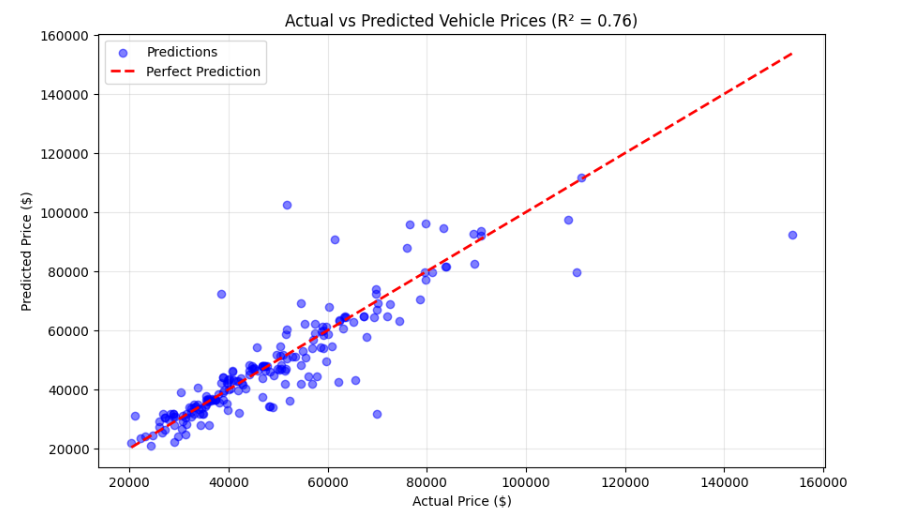 Actual vs Predicted Vehicle Prices (R² = 0.76)
Predictions
Perfect Prediction
Predicted Price ($)
160000
140000
120000
100000
80000
60000
40000
20000
20000 40000 60000 80000 100000 120000 140000 160000
Actual Price ($)